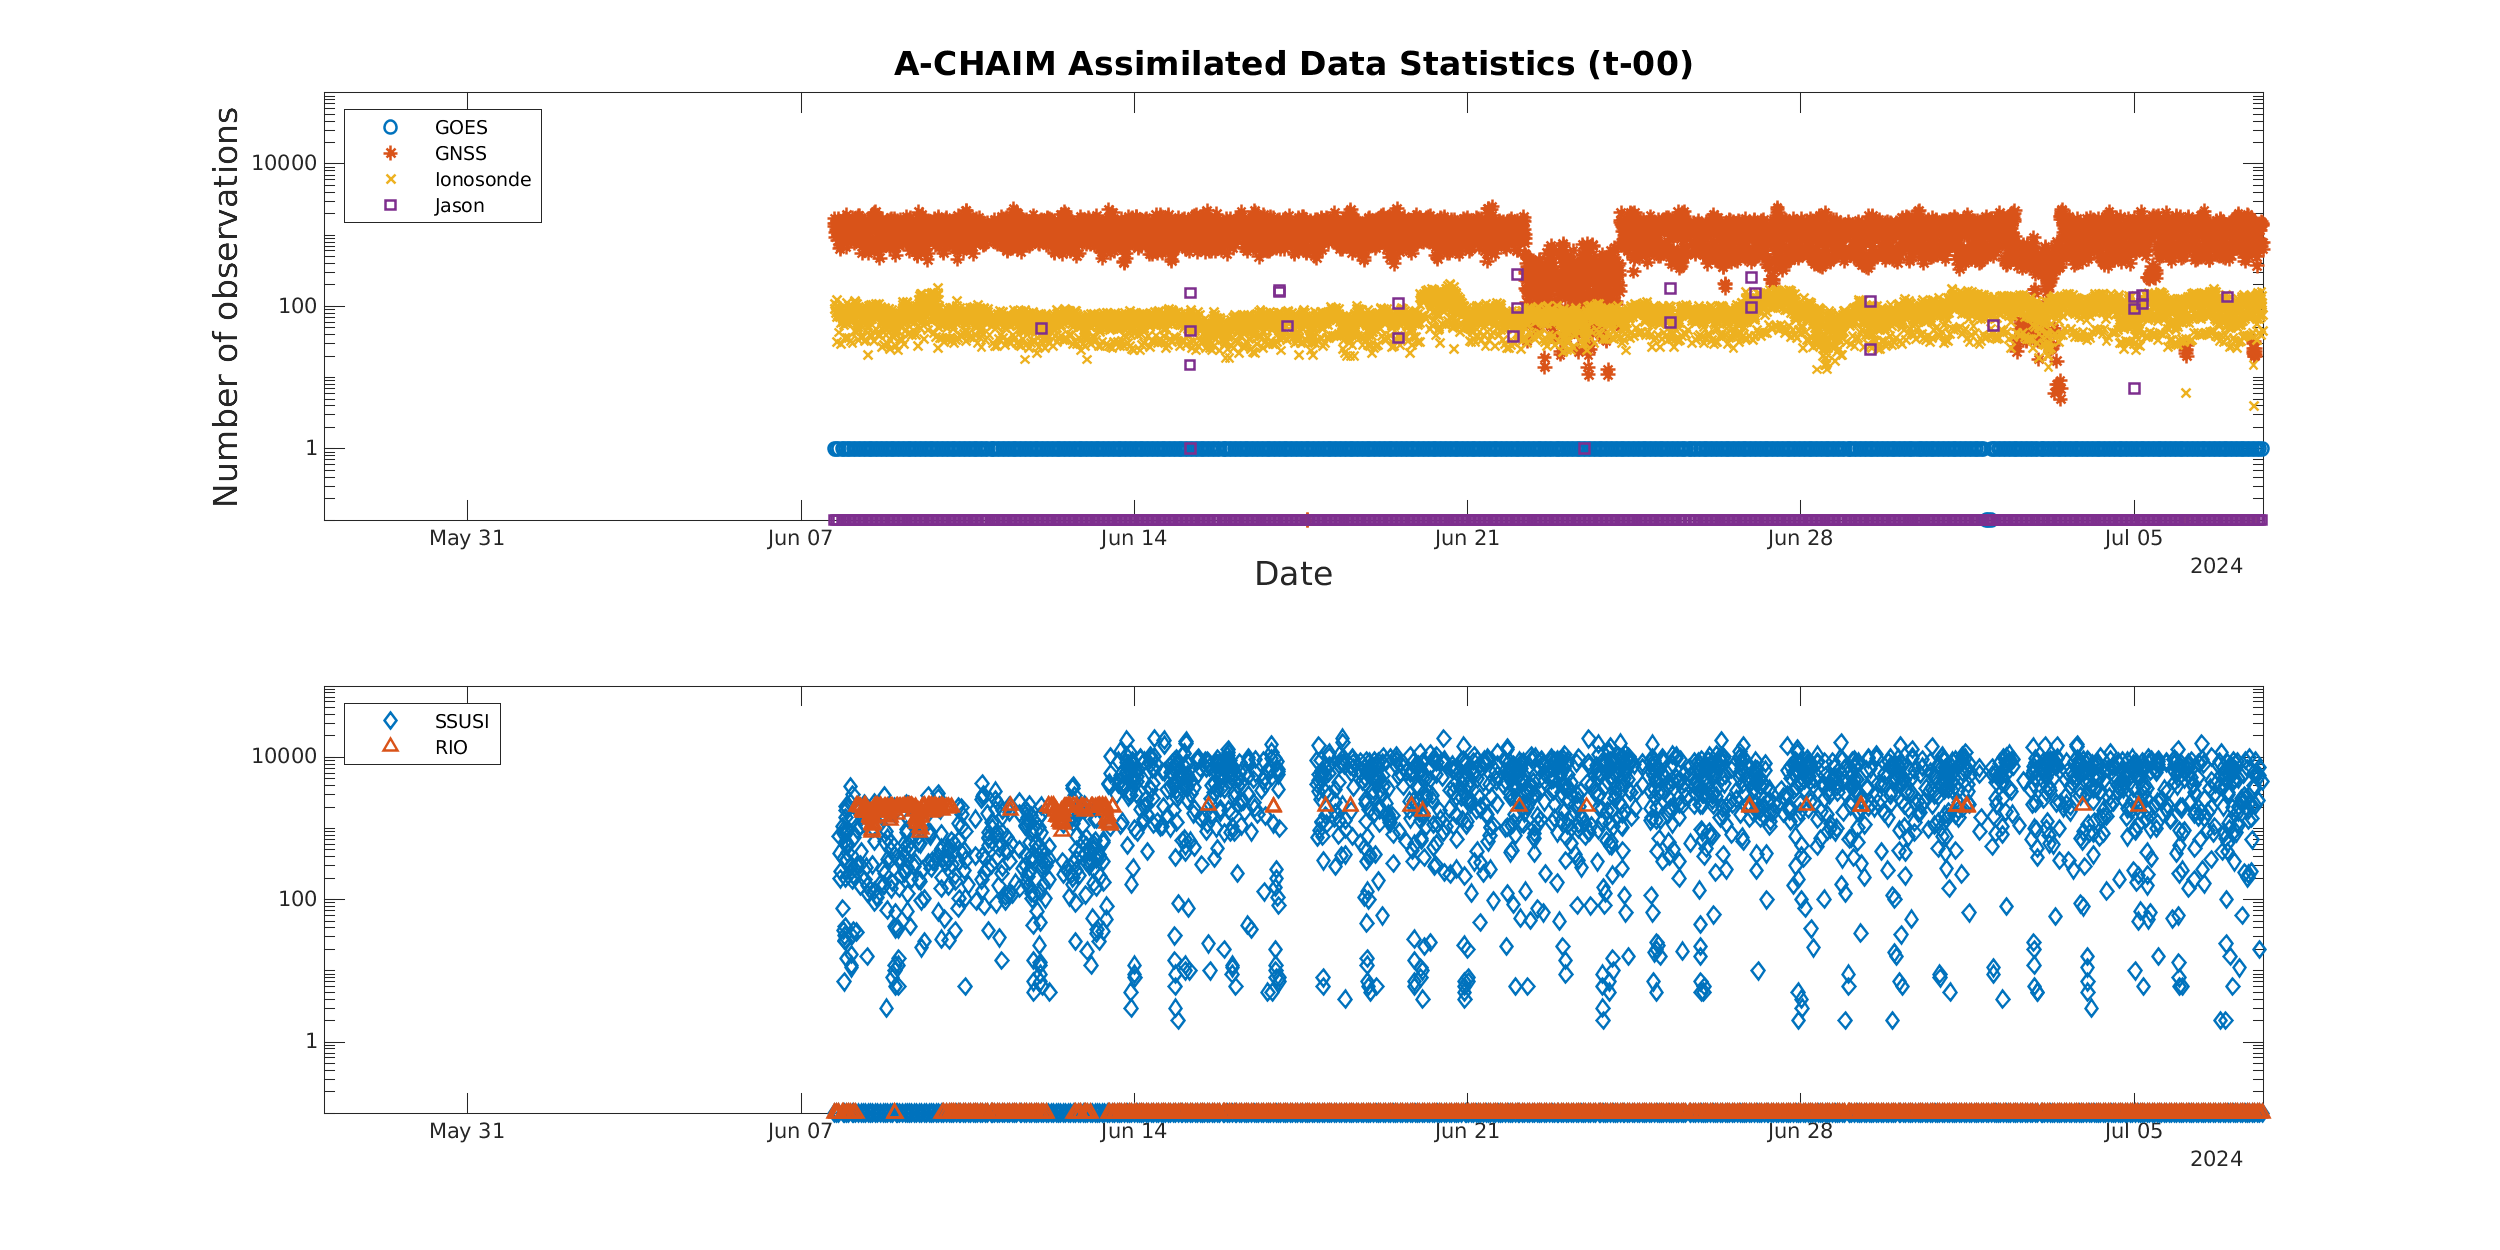 A-CHAIM Assimilated Data Statistics (t-00)
Number of observations
GOES
GNSS
Ionosonde
Jason
10000
100
1
May 31
Jun 07
Jun 14
Jun 21
Jun 28
Jul 05
2024
Date
SSUSI
RIO
10000
100
1
May 31
Jun 07
Jun 14
Jun 21
Jun 28
Jul 05
2024